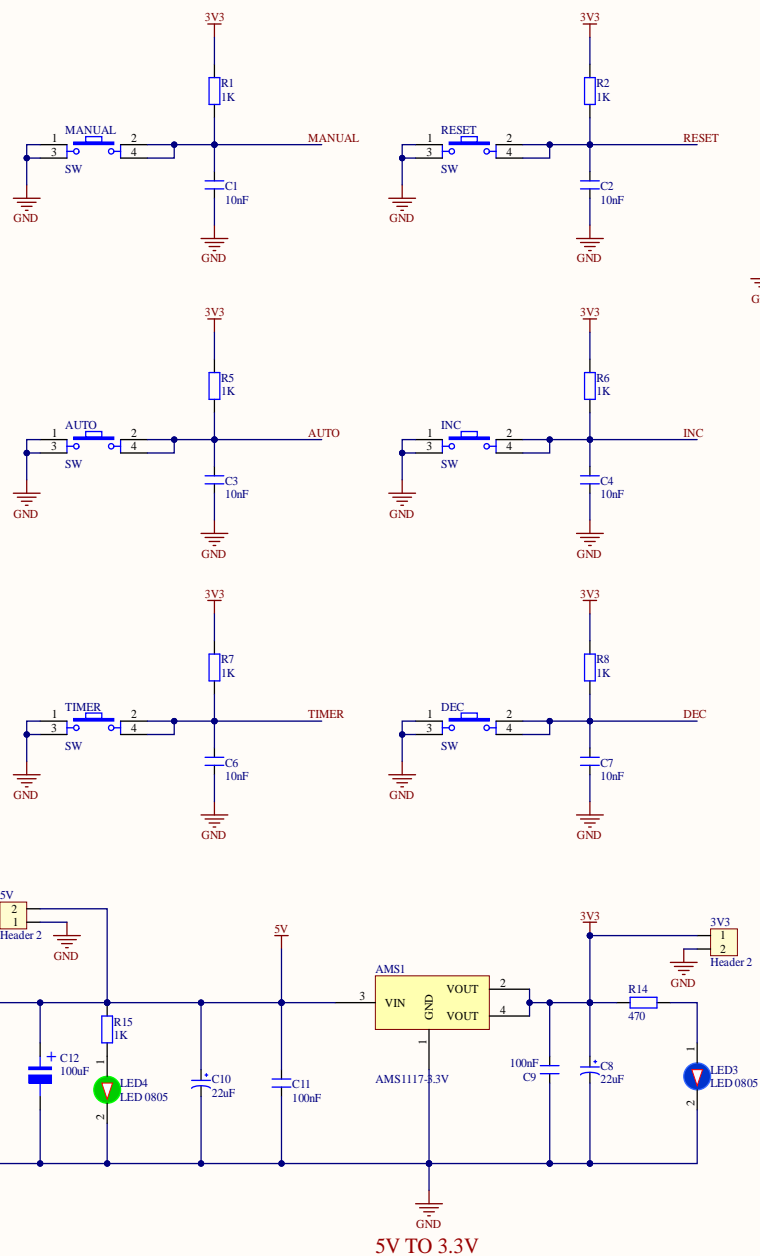 3V3
R1
1K
MANUAL
1
3
2
4
SW
MANUAL
C1
10nF
GND
GND
3V3
R2
1K
RESET
1
3
2
4
SW
RESET
C2
10nF
GND
GND
3V3
R5
1K
AUTO
1
3
2
4
SW
AUTO
C3
10nF
GND
GND
3V3
R6
1K
INC
1
3
2
4
SW
INC
C4
10nF
GND
GND
3V3
R7
1K
TIMER
1
3
2
4
SW
TIMER
C6
10nF
GND
GND
3V3
R8
1K
DEC
1
3
2
4
SW
DEC
C7
10nF
GND
GND
5V
2
1
Header 2
GND
5V
3V3
3V3
1
2
Header 2
GND
AMS1
3
VIN
GND
VOUT
VOUT
2
4
1
AMS1117-3.3V
R14
470
R15
1K
+
C12
100uF
1
LED4
LED 0805
2
+
C10
22uF
C11
100nF
100nF
C9
+
C8
22uF
1
LED3
LED 0805
2
GND
5V TO 3.3V